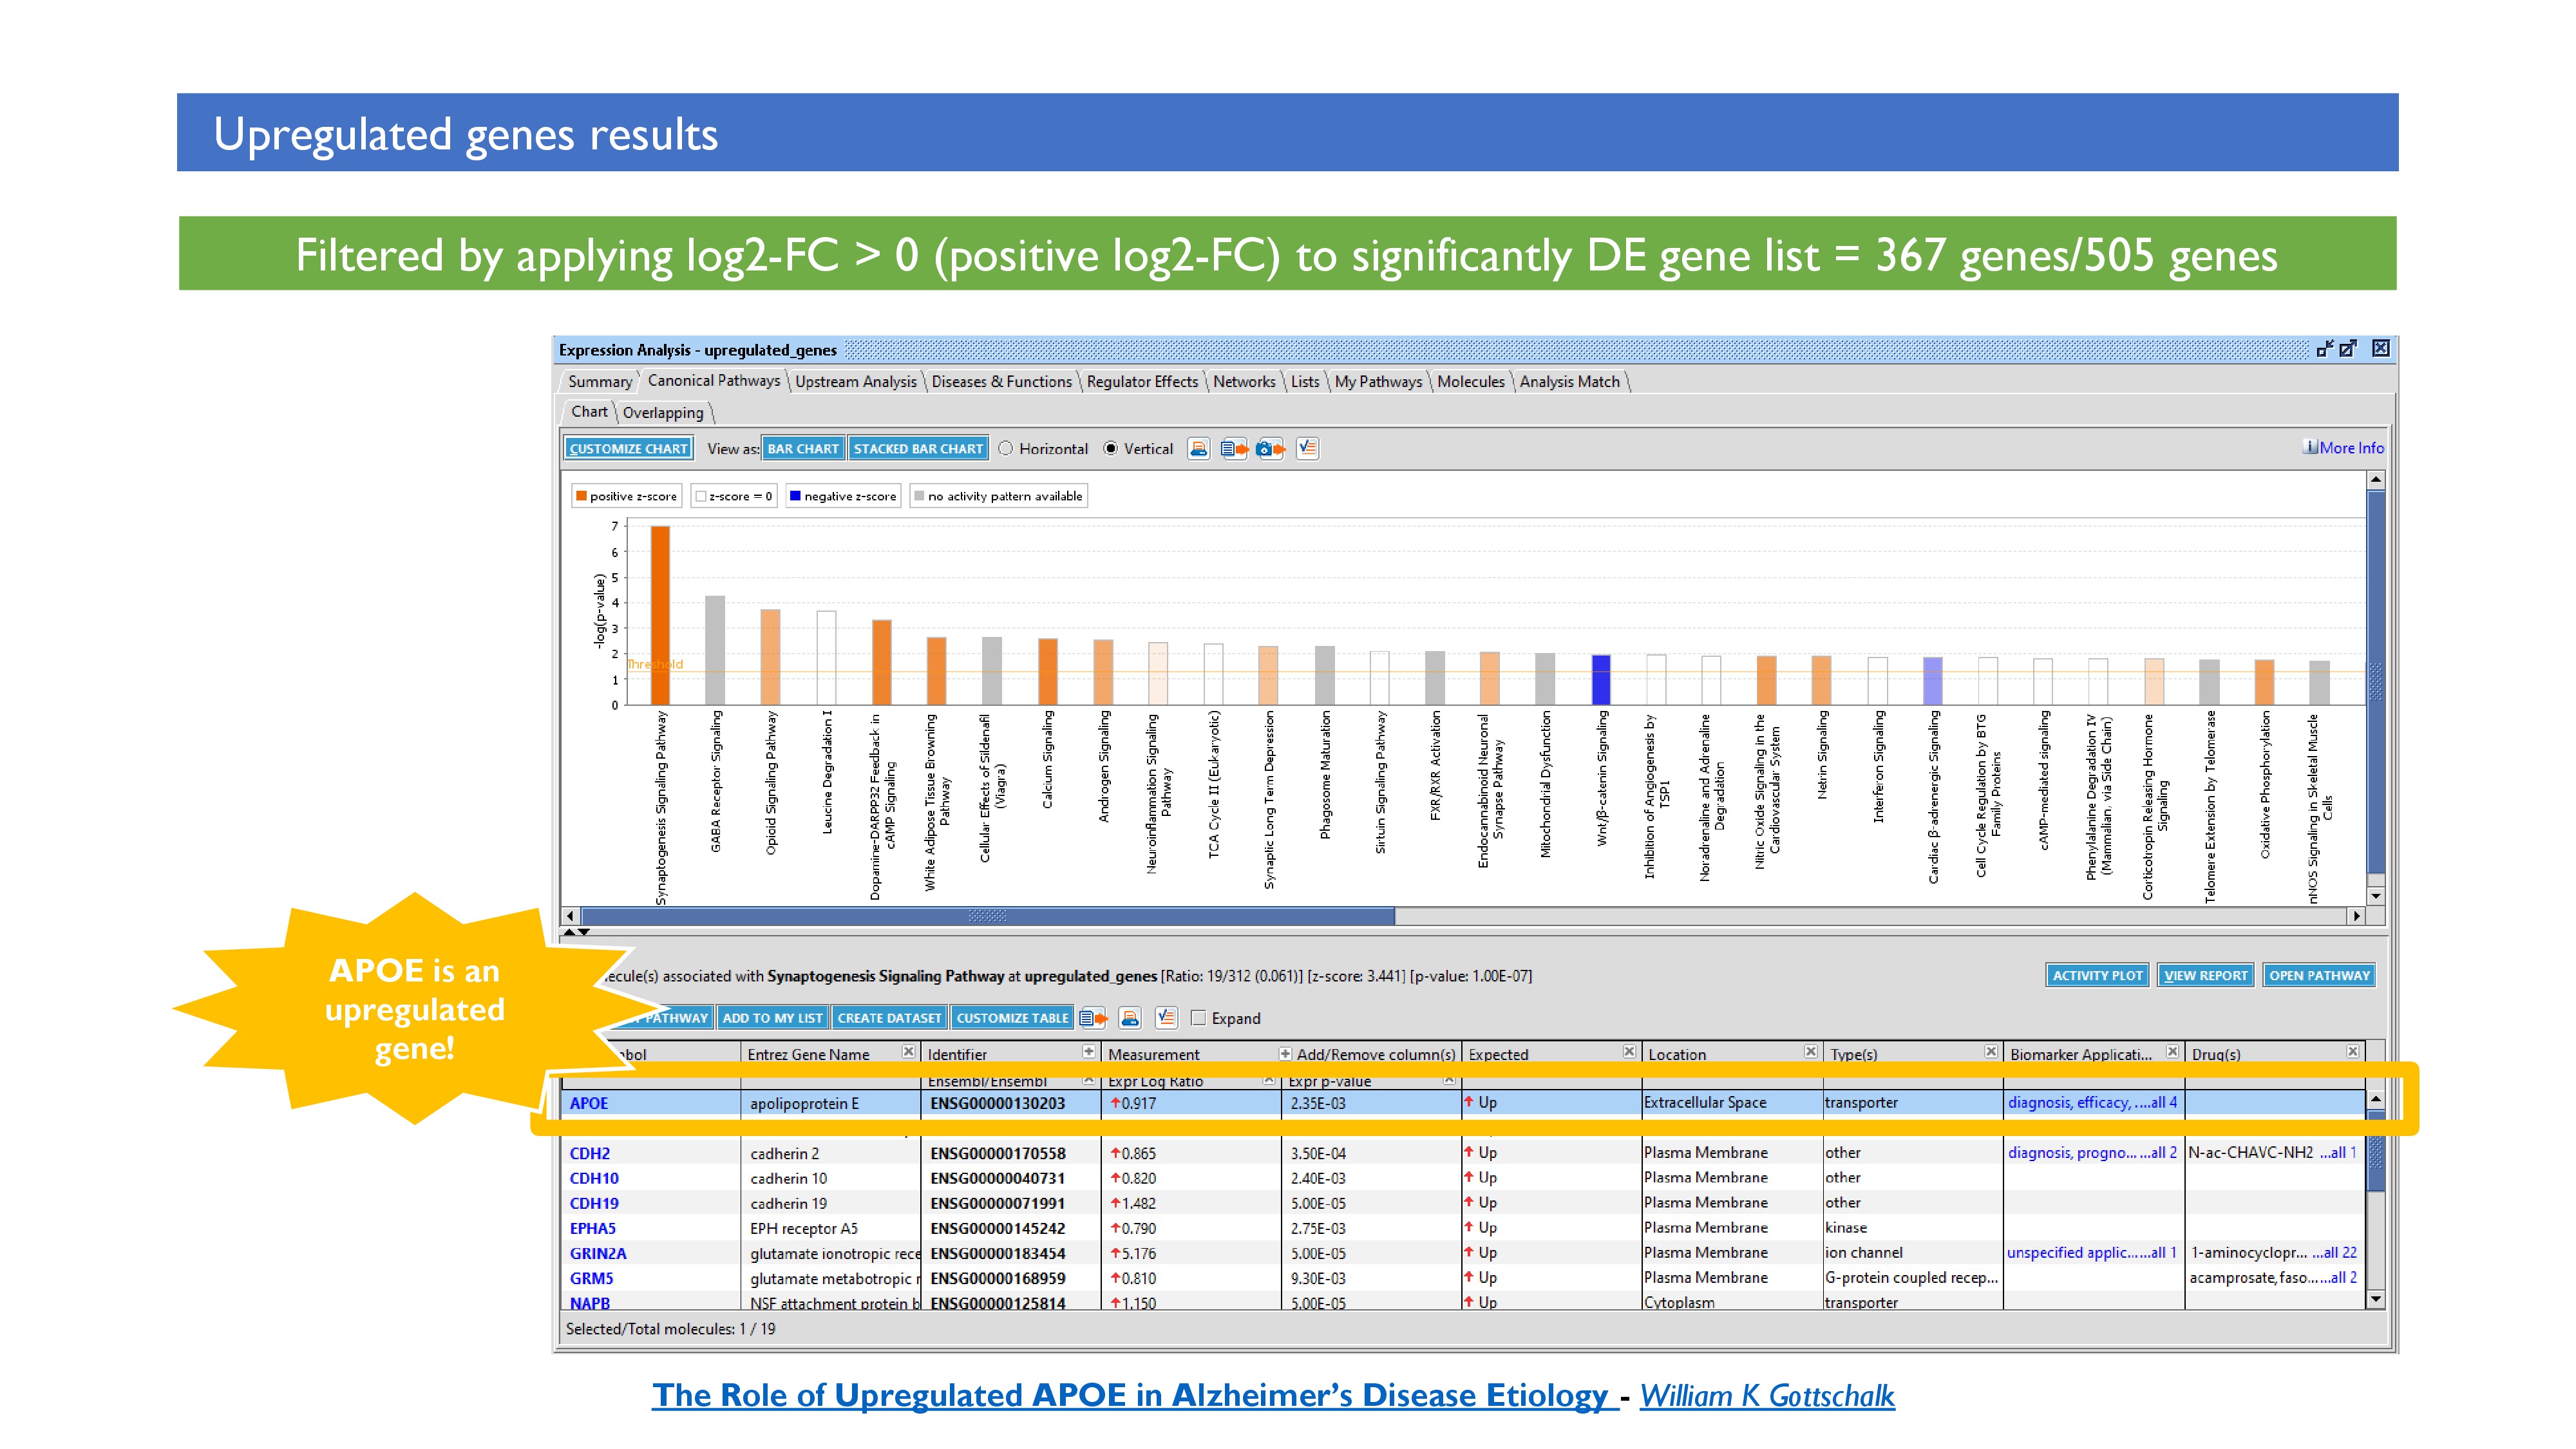 Upregulated genes results
Filtered by applying log2-FC > 0 (positive log2-FC) to significantly DE gene list = 367 genes/505 genes
Expression Analysis - upregulated_genes
Summary Canonical Pathways Upstream Analysis Diseases & Functions Regulator Effects Networks Lists My Pathways Molecules Analysis Match
Chart Overlapping
CUSTOMIZE CHART View as: BAR CHART STACKED BAR CHART Horizontal Vertical More Info
positive z-score z-score = 0 negative z-score no activity pattern available
-log(p-value)
7
6
5
4
3
2
1
0
Threshold
Synaptogenesis Signaling Pathway
GABA Receptor Signaling
Opioid Signaling Pathway
Leucine Degradation I
Dopamine-DARPP32 Feedback in
cAMP Signaling
White Adipose Tissue Browning
Pathway
Cellular Effects of Sildenafil
(Viagra)
Calcium Signaling
Androgen Signaling
Neuroinflammation Signaling
Pathway
TCA Cycle II (Eukaryotic)
Synaptic Long Term Depression
Phagosome Maturation
Sirtuin Signaling Pathway
FXR/RXR Activation
Endocannabinoid Neuronal
Synapse Pathway
Mitochondrial Dysfunction
Wnt/β-catenin Signaling
Inhibition of Angiogenesis by
TSP1
Noradrenaline and Adrenaline
Degradation
Nitric Oxide Signaling in the
Cardiovascular System
Netrin Signaling
Interferon Signaling
Cardiac β-adrenergic Signaling
Cell Cycle Regulation by BTG
Family Proteins
cAMP-mediated signaling
Phenylalanine Degradation IV
(Mammalian, via Side Chain)
Corticotropin Releasing Hormone
Signaling
Telomere Extension by Telomerase
Oxidative Phosphorylation
nNOS Signaling in Skeletal Muscle
Cells
APOE is an
upregulated
gene!
ecule(s) associated with Synaptogenesis Signaling Pathway at upregulated_genes [Ratio: 19/312 (0.061)] [z-score: 3.441] [p-value: 1.00E-07]
ACTIVITY PLOT VIEW REPORT OPEN PATHWAY
PATHWAY ADD TO MY LIST CREATE DATASET CUSTOMIZE TABLE Expand
bol Entrez Gene Name Identifier Measurement Add/Remove column(s) Expected Location Type(s) Biomarker Applicati... Drug(s)
Ensembl/Ensembl Expr Log Ratio Expr p-value
APOE apolipoprotein E ENSG00000130203 ↑0.917 2.35E-03 ↑ Up Extracellular Space transporter diagnosis, efficacy, ....all 4
CDH2 cadherin 2 ENSG00000170558 ↑0.865 3.50E-04 ↑ Up Plasma Membrane other diagnosis, progno... ...all 2 N-ac-CHAVC-NH2 ...all 1
CDH10 cadherin 10 ENSG00000040731 ↑0.820 2.40E-03 ↑ Up Plasma Membrane other
CDH19 cadherin 19 ENSG00000071991 ↑1.482 5.00E-05 ↑ Up Plasma Membrane other
EPHA5 EPH receptor A5 ENSG00000145242 ↑0.790 2.75E-03 ↑ Up Plasma Membrane kinase
GRIN2A glutamate ionotropic rece ENSG00000183454 ↑5.176 5.00E-05 ↑ Up Plasma Membrane ion channel unspecified applic... ...all 1 1-aminocyclopr... ...all 22
GRM5 glutamate metabotropic r ENSG00000168959 ↑0.810 9.30E-03 ↑ Up Plasma Membrane G-protein coupled recep... acamprosate, faso... ...all 2
NAPB NSF attachment protein b ENSG00000125814 ↑1.150 5.00E-05 ↑ Up Cytoplasm transporter
Selected/Total molecules: 1 / 19
The Role of Upregulated APOE in Alzheimer's Disease Etiology - William K Gottschalk